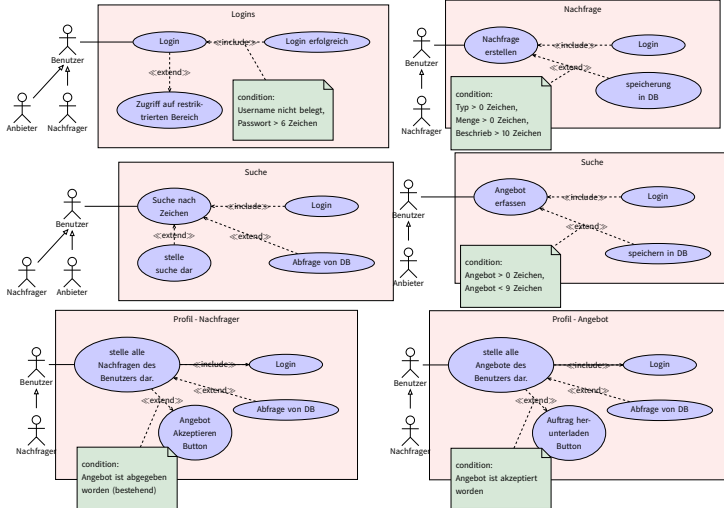 Logins
Benutzer
Anbieter
Nachfrager
Login
≪include≫
Login erfolgreich
≪extend≫
Zugriff auf restrik-
trierten Bereich
condition:
Username nicht belegt,
Passwort > 6 Zeichen
Nachfrage
Benutzer
Nachfrager
Nachfrage
erstellen
≪include≫
Login
≪extend≫
speicherung
in DB
condition:
Typ > 0 Zeichen,
Menge > 0 Zeichen,
Beschrieb > 10 Zeichen
Suche
Benutzer
Nachfrager
Anbieter
Suche nach
Zeichen
≪include≫
Login
≪extend≫
≪extend≫
stelle
suche dar
Abfrage von DB
Suche
Benutzer
Anbieter
Angebot
erfassen
≪include≫
Login
≪extend≫
speichern in DB
condition:
Angebot > 0 Zeichen,
Angebot < 9 Zeichen
Profil - Nachfrager
Benutzer
Nachfrager
stelle alle
Nachfragen des
Benutzers dar.
≪include≫
Login
≪extend≫
≪extend≫
Abfrage von DB
Angebot
Akzeptieren
Button
condition:
Angebot ist abgegeben
worden (bestehend)
Profil - Angebot
Benutzer
Nachfrager
stelle alle
Angebote des
Benutzers dar.
≪include≫
Login
≪extend≫
≪extend≫
Abfrage von DB
Auftrag her-
unterladen
Button
condition:
Angebot ist akzeptiert
worden